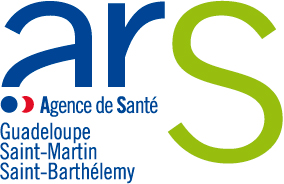 arS
Agence de Santé
Guadeloupe
Saint-Martin
Saint-Barthélemy